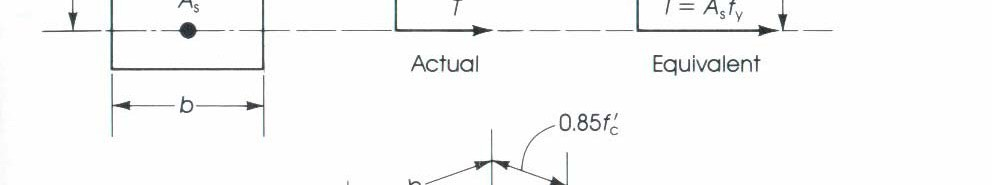 A_s T T = A_s f_y
Actual Equivalent
b
0.85f'_c
b